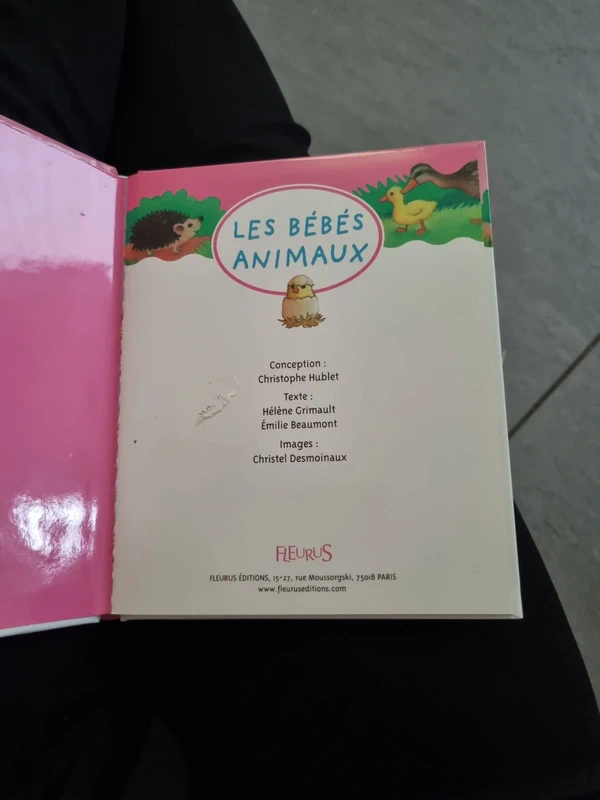 LES BÉBÉS
ANIMAUX
Conception :
Christophe Hublet
Texte :
Hélène Grimault
Émilie Beaumont
Images :
Christel Desmoinaux
FLEURUS
FLEURUS ÉDITIONS, 15-27, rue Moussorgski, 75018 PARIS
www.fleuruseditions.com